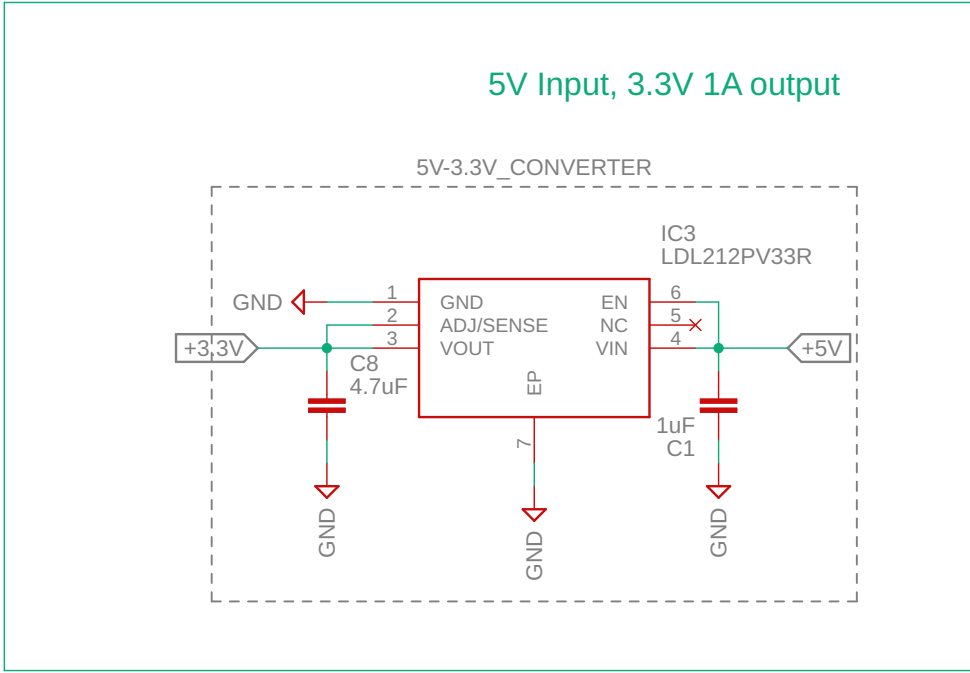 5V Input, 3.3V 1A output
5V-3.3V_CONVERTER
IC3
LDL212PV33R
GND
1
GND
EN
6
2
ADJ/SENSE
NC
5
+3.3V
3
VOUT
VIN
4
+5V
C8
4.7uF
EP
7
1uF
C1
GND
GND
GND